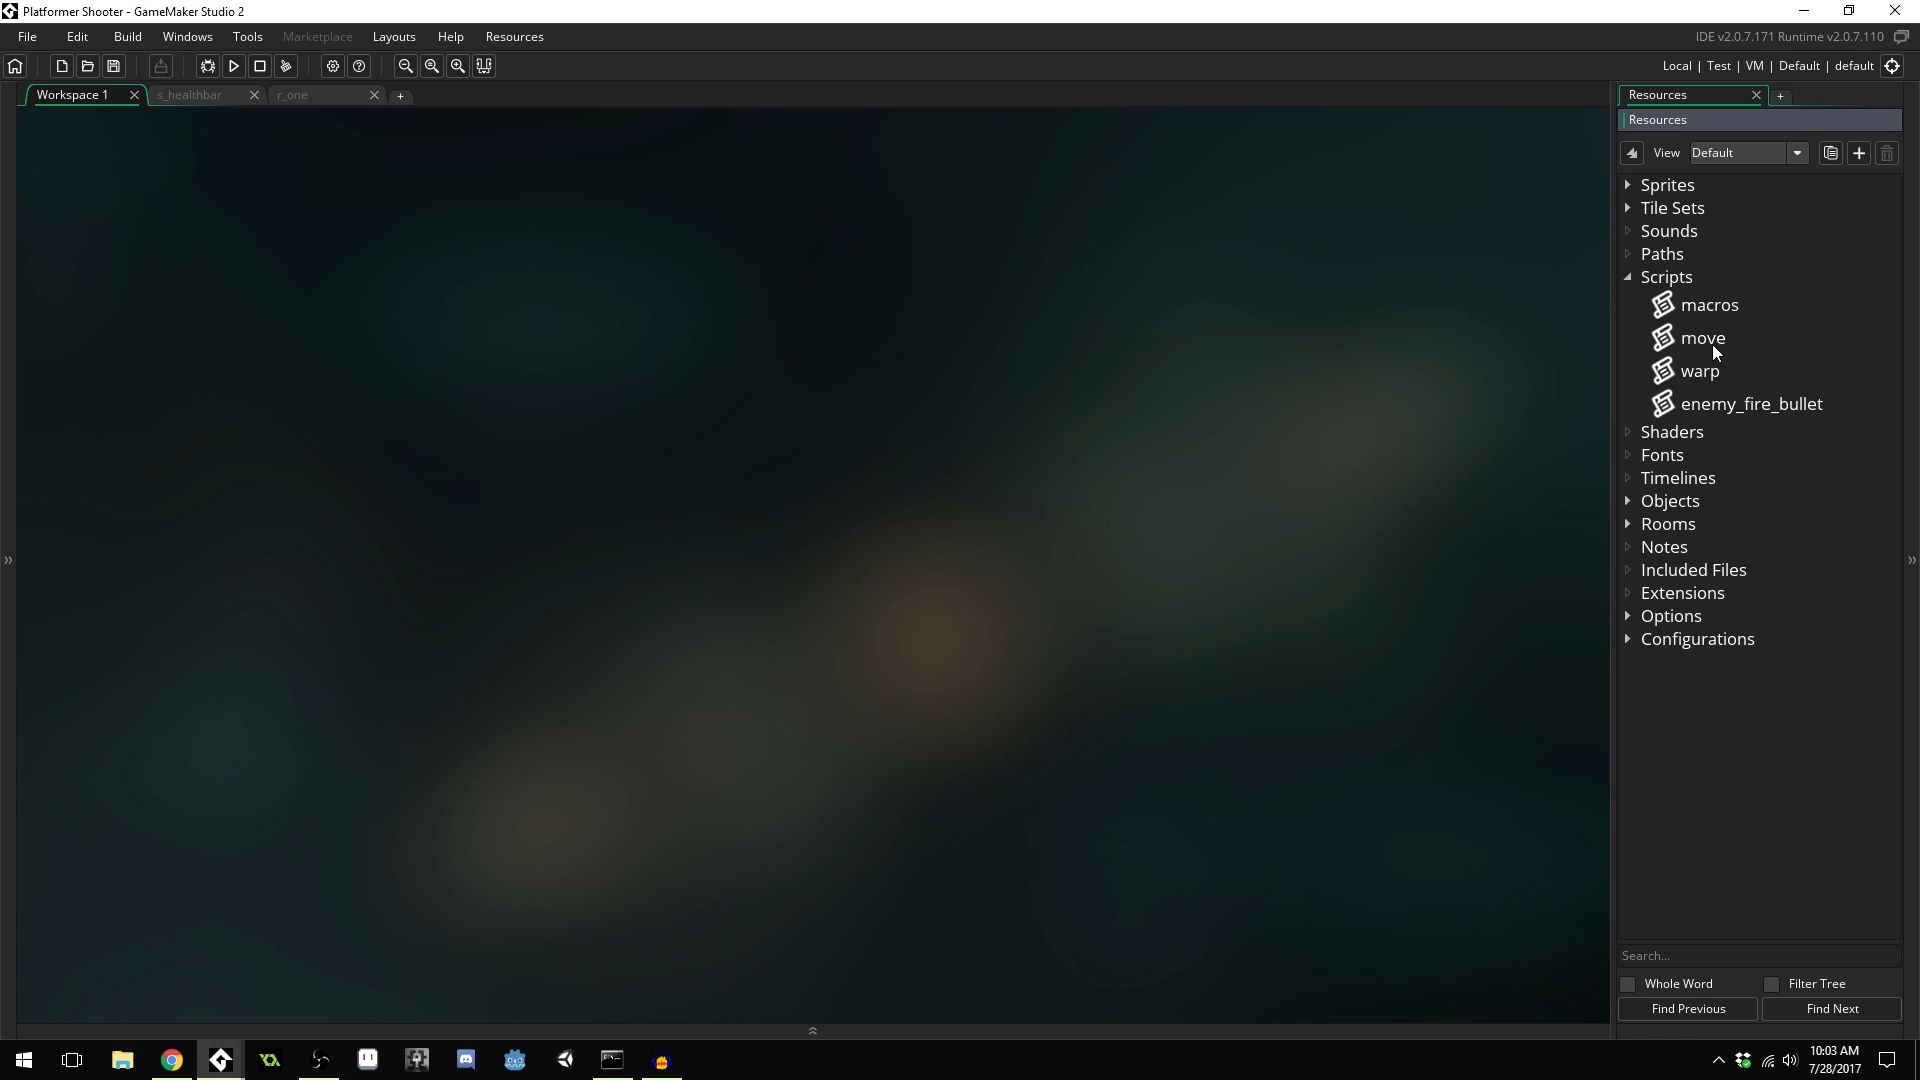 Platformer Shooter - GameMaker Studio 2
File Edit Build Windows Tools Marketplace Layouts Help Resources
IDE v2.0.7.171 Runtime v2.0.7.110
Local | Test | VM | Default | default
Workspace 1 s_healthbar r_one
Resources
Resources
View Default
Sprites
Tile Sets
Sounds
Paths
Scripts
macros
move
warp
enemy_fire_bullet
Shaders
Fonts
Timelines
Objects
Rooms
Notes
Included Files
Extensions
Options
Configurations
Search...
Whole Word Filter Tree
Find Previous Find Next
10:03 AM
7/28/2017